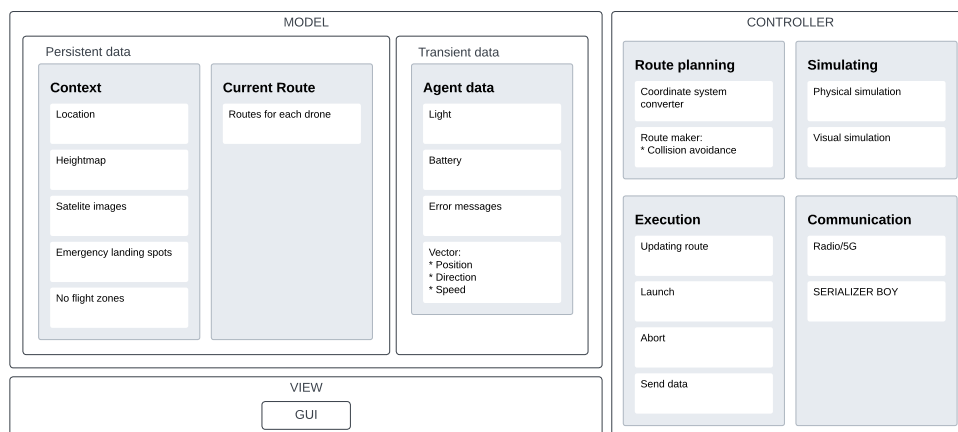 MODEL
Persistent data
Context
Location
Heightmap
Satelite images
Emergency landing spots
No flight zones
Current Route
Routes for each drone
Transient data
Agent data
Light
Battery
Error messages
Vector:
* Position
* Direction
* Speed
VIEW
GUI
CONTROLLER
Route planning
Coordinate system
converter
Route maker:
* Collision avoidance
Simulating
Physical simulation
Visual simulation
Execution
Updating route
Launch
Abort
Send data
Communication
Radio/5G
SERIALIZER BOY